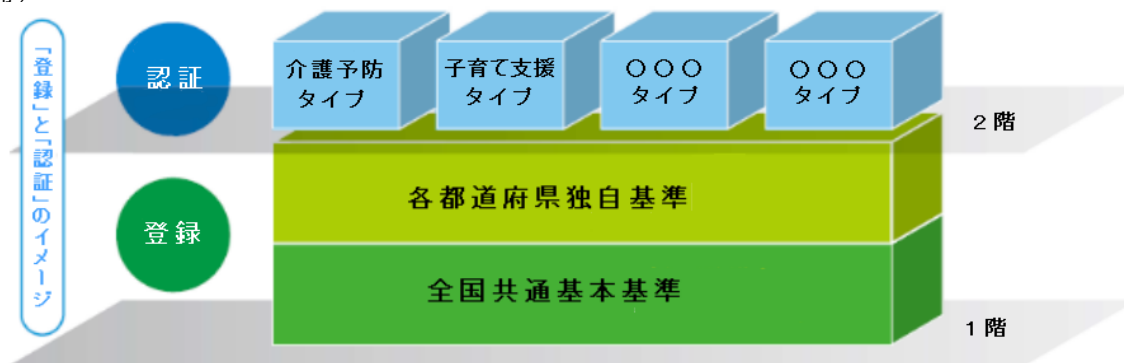 「登録」と「認証」のイメージ
認証
介護予防
タイプ
子育て支援
タイプ
〇〇〇
タイプ
〇〇〇
タイプ
2階
各都道府県独自基準
登録
全国共通基本基準
1階